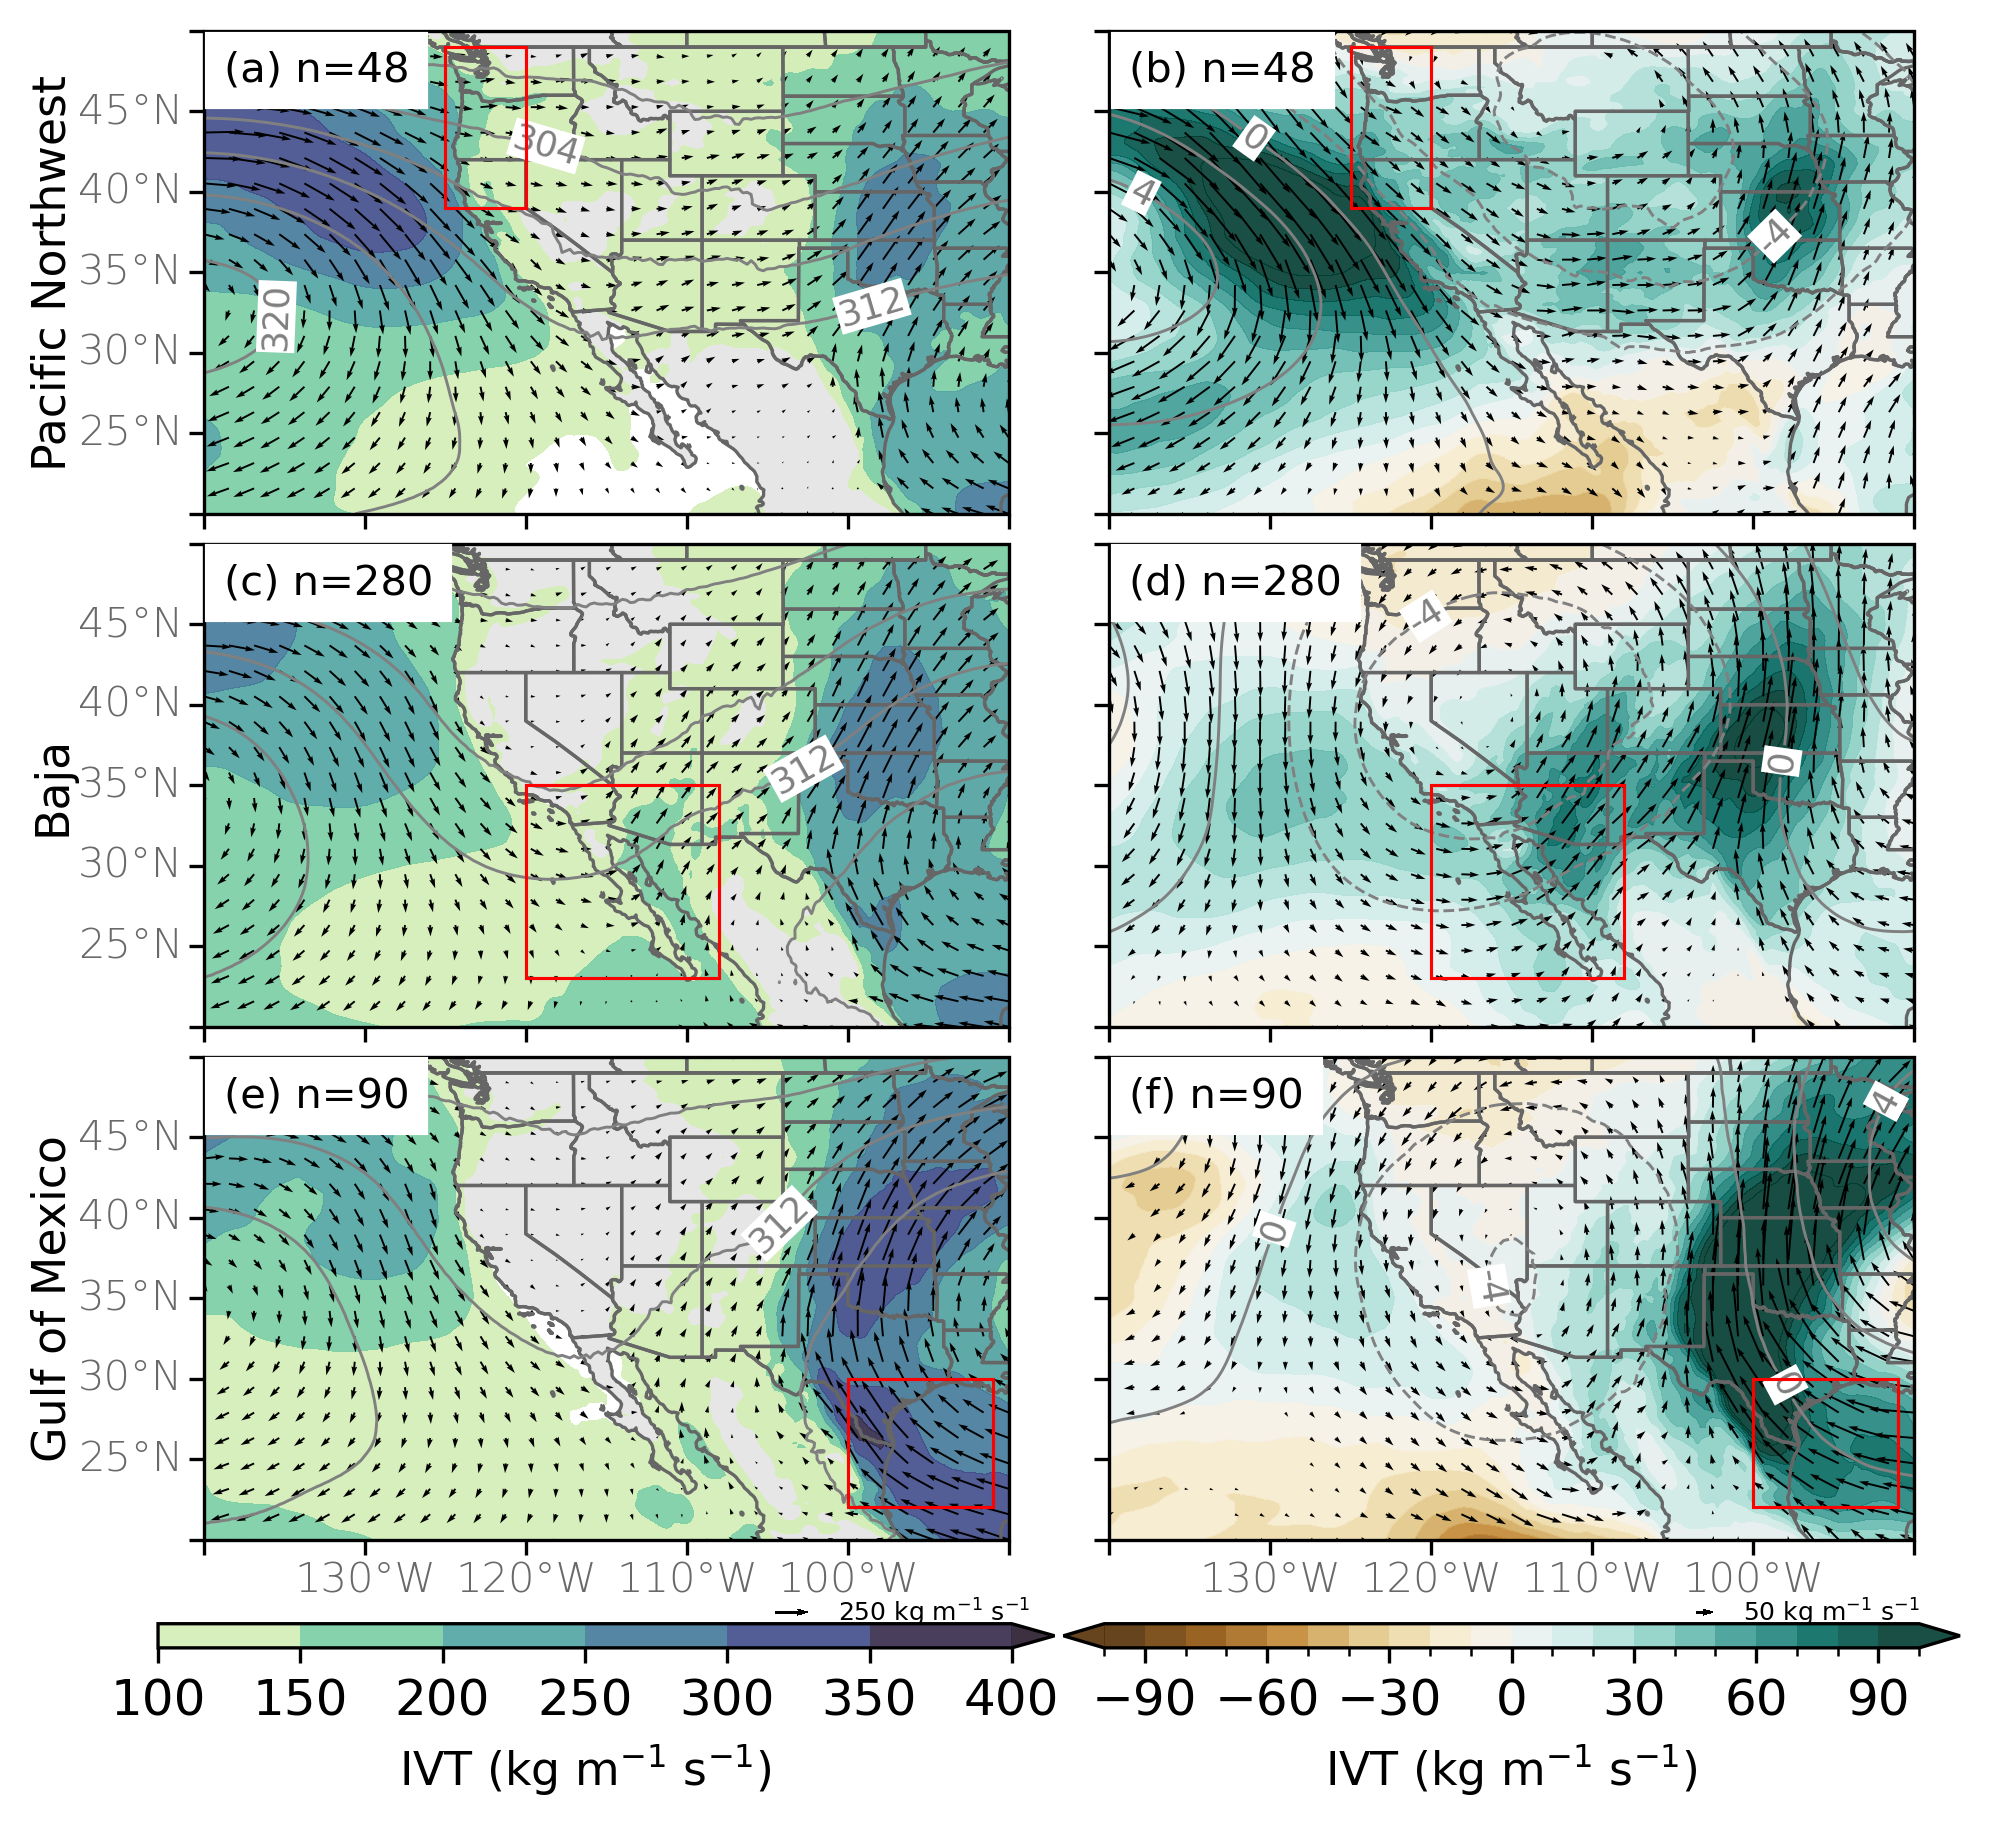 Pacific Northwest
(a) n=48
45°N
40°N
35°N
30°N
25°N
304
320
312
(b) n=48
0
4
-4
Baja
(c) n=280
45°N
40°N
35°N
30°N
25°N
312
(d) n=280
-4
0
Gulf of Mexico
(e) n=90
45°N
40°N
35°N
30°N
25°N
312
130°W 120°W 110°W 100°W
(f) n=90
4
0
-4
0
130°W 120°W 110°W 100°W
250 kg m⁻¹ s⁻¹
100 150 200 250 300 350 400
IVT (kg m⁻¹ s⁻¹)
50 kg m⁻¹ s⁻¹
−90 −60 −30 0 30 60 90
IVT (kg m⁻¹ s⁻¹)